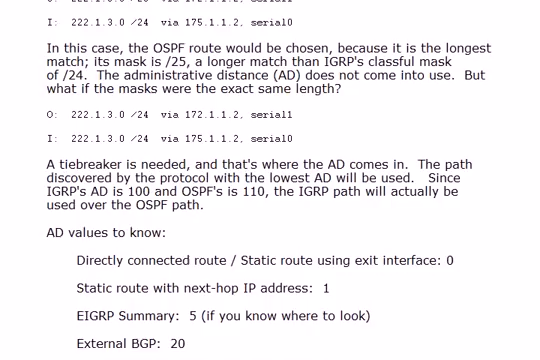 I:  222.1.3.0 /24  via 175.1.1.2, serial0
In this case, the OSPF route would be chosen, because it is the longest
match; its mask is /25, a longer match than IGRP's classful mask
of /24.  The administrative distance (AD) does not come into use.  But
what if the masks were the exact same length?
O:  222.1.3.0 /24  via 172.1.1.2, serial1
I:  222.1.3.0 /24  via 175.1.1.2, serial0
A tiebreaker is needed, and that's where the AD comes in.  The path
discovered by the protocol with the lowest AD will be used.   Since
IGRP's AD is 100 and OSPF's is 110, the IGRP path will actually be
used over the OSPF path.
AD values to know:
Directly connected route / Static route using exit interface: 0
Static route with next-hop IP address:  1
EIGRP Summary:  5 (if you know where to look)
External BGP:  20